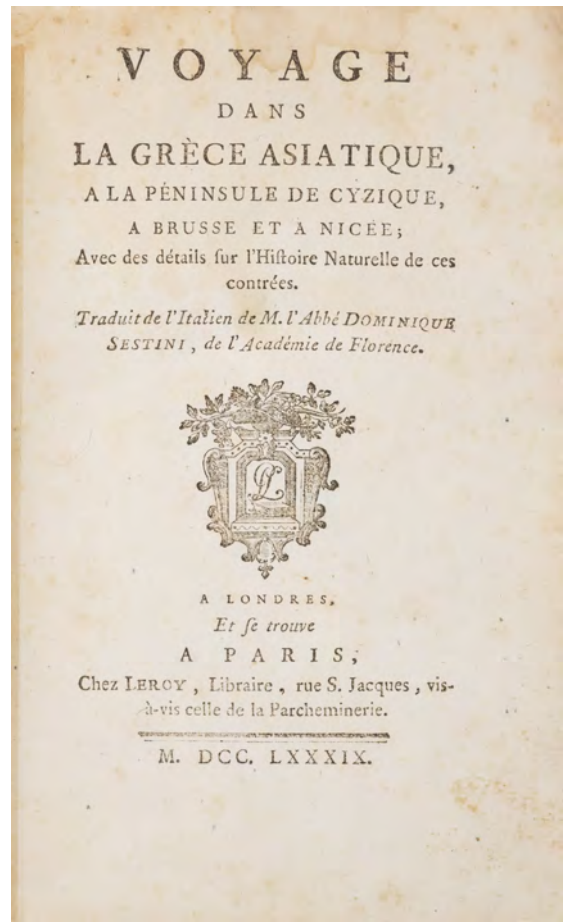 VOYAGE
DANS
LA GRÈCE ASIATIQUE,
A LA PÉNINSULE DE CYZIQUE,
A BRUSSE ET A NICÉE;
Avec des détails ſur l'Hiſtoire Naturelle de ces
contrées.
Traduit de l'Italien de M. l'Abbé DOMINIQUE
SESTINI, de l'Académie de Florence.
A LONDRES,
Et ſe trouve
A PARIS,
Chez LEROY, Libraire, rue S. Jacques, vis-
à-vis celle de la Parcheminerie.
M. DCC. LXXXIX.